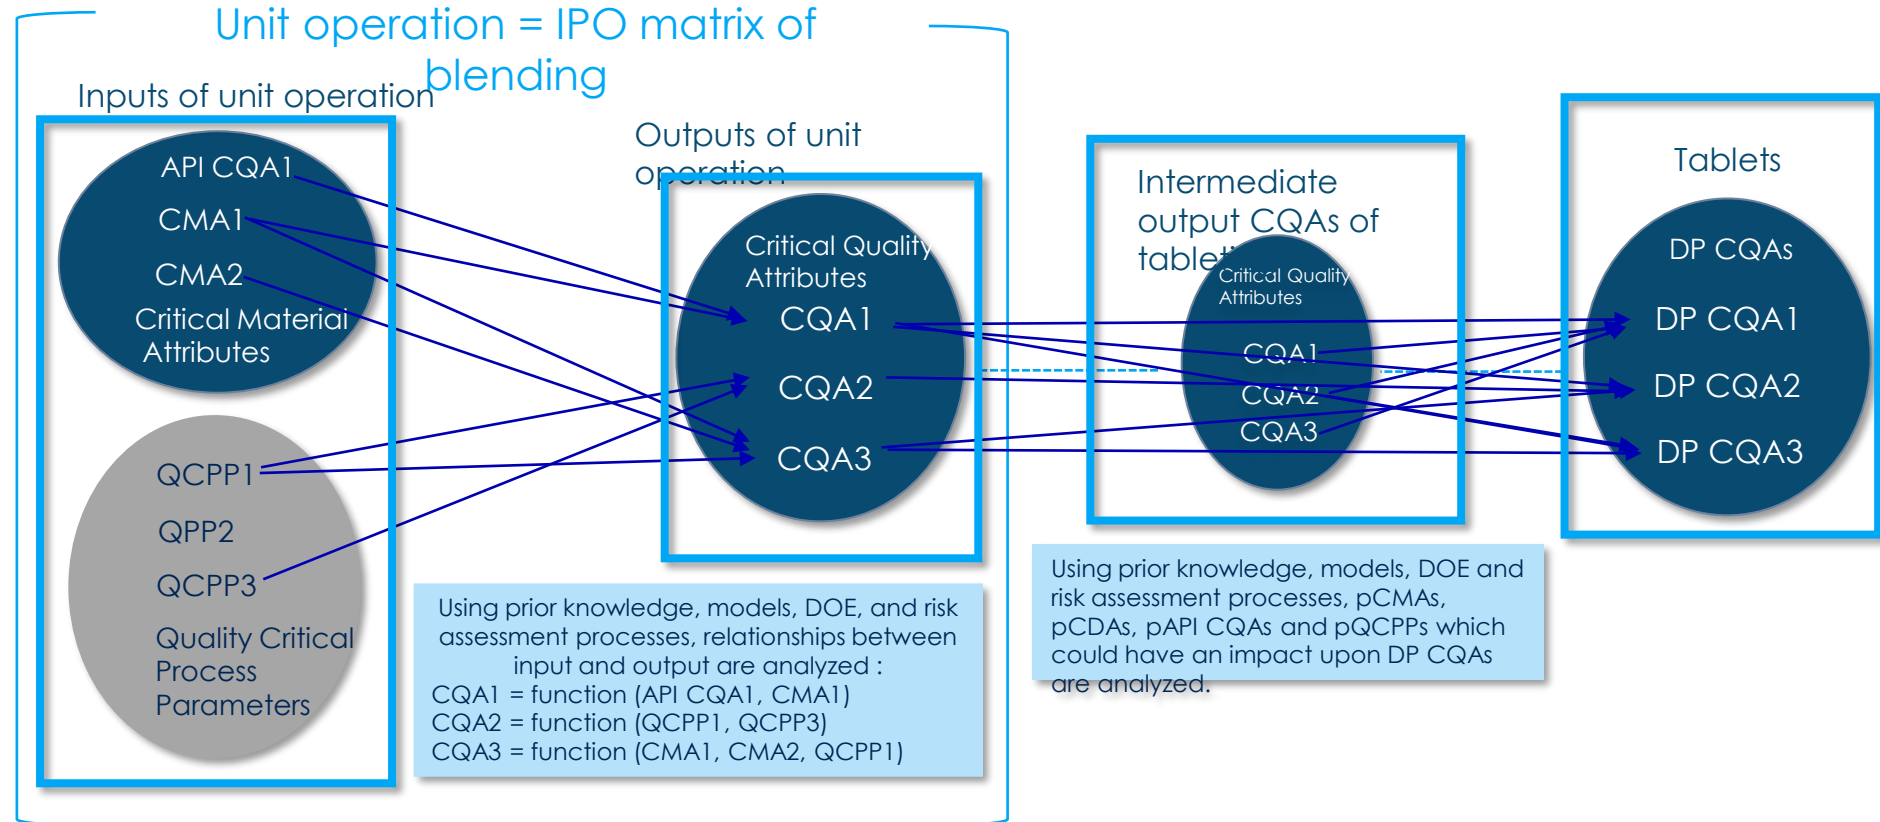 Unit operation = IPO matrix of
blending
Inputs of unit operation
API CQA1
CMA1
CMA2
Critical Material
Attributes
QCPP1
QPP2
QCPP3
Quality Critical
Process
Parameters
Outputs of unit
operation
Critical Quality
Attributes
CQA1
CQA2
CQA3
Using prior knowledge, models, DOE, and risk
assessment processes, relationships between
input and output are analyzed :
CQA1 = function (API CQA1, CMA1)
CQA2 = function (QCPP1, QCPP3)
CQA3 = function (CMA1, CMA2, QCPP1)
Intermediate
output CQAs of
Critical Quality
Attributes
CQA1
CQA2
CQA3
Using prior knowledge, models, DOE and
risk assessment processes, pCMAs,
pCDAs, pAPI CQAs and pQCPPs which
could have an impact upon DP CQAs
are analyzed.
Tablets
DP CQAs
DP CQA1
DP CQA2
DP CQA3